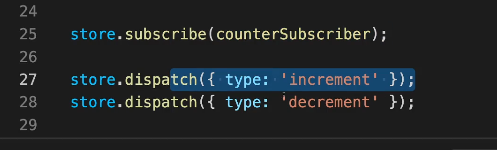 24
25 store.subscribe(counterSubscriber);
26
27 store.dispatch({ type: 'increment' });
28 store.dispatch({ type: 'decrement' });
29